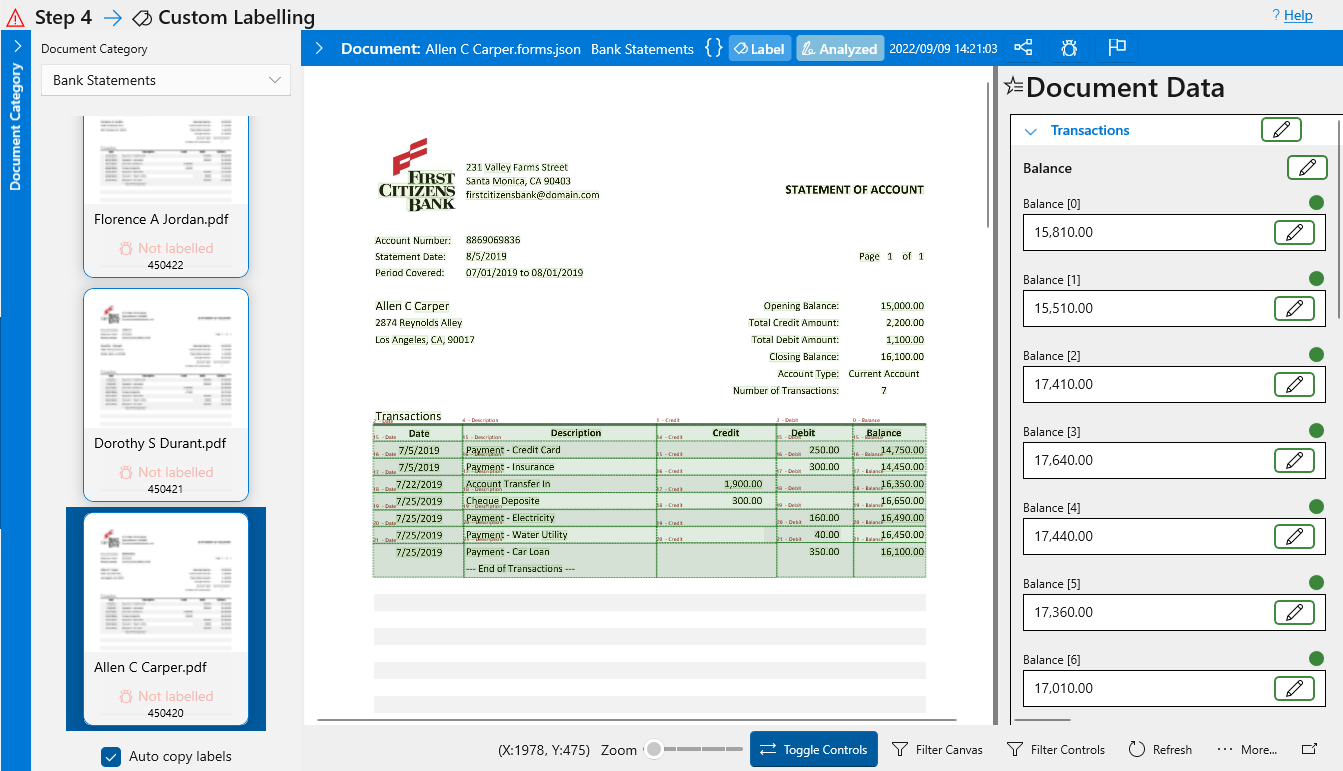 Step 4 Custom Labelling
? Help
Document Category
Document Category
Bank Statements
Florence A Jordan.pdf
Not labelled
450422
Dorothy S Durant.pdf
Not labelled
450421
Allen C Carper.pdf
Not labelled
450420
Auto copy labels
Document: Allen C Carper.forms.json Bank Statements {} Label Analyzed 2022/09/09 14:21:03
FIRST
CITIZENS
BANK
231 Valley Farms Street
Santa Monica, CA 90403
firstcitizensbank@domain.com
STATEMENT OF ACCOUNT
Account Number: 8869069836
Statement Date: 8/5/2019
Period Covered: 07/01/2019 to 08/01/2019
Page 1 of 1
Allen C Carper
2874 Reynolds Alley
Los Angeles, CA, 90017
Opening Balance: 15,000.00
Total Credit Amount: 2,200.00
Total Debit Amount: 1,100.00
Closing Balance: 16,100.00
Account Type: Current Account
Number of Transactions: 7
Transactions
Date Description Credit Debit Balance
7/5/2019 Payment - Credit Card 250.00 14,750.00
7/5/2019 Payment - Insurance 300.00 14,450.00
7/22/2019 Account Transfer In 1,900.00 16,350.00
7/25/2019 Cheque Deposite 300.00 16,650.00
7/25/2019 Payment - Electricity 160.00 16,490.00
7/25/2019 Payment - Water Utility 40.00 16,450.00
7/25/2019 Payment - Car Loan 350.00 16,100.00
--- End of Transactions ---
(X:1978, Y:475) Zoom Toggle Controls Filter Canvas Filter Controls Refresh More...
Document Data
Transactions
Balance
Balance [0]
15,810.00
Balance [1]
15,510.00
Balance [2]
17,410.00
Balance [3]
17,640.00
Balance [4]
17,440.00
Balance [5]
17,360.00
Balance [6]
17,010.00